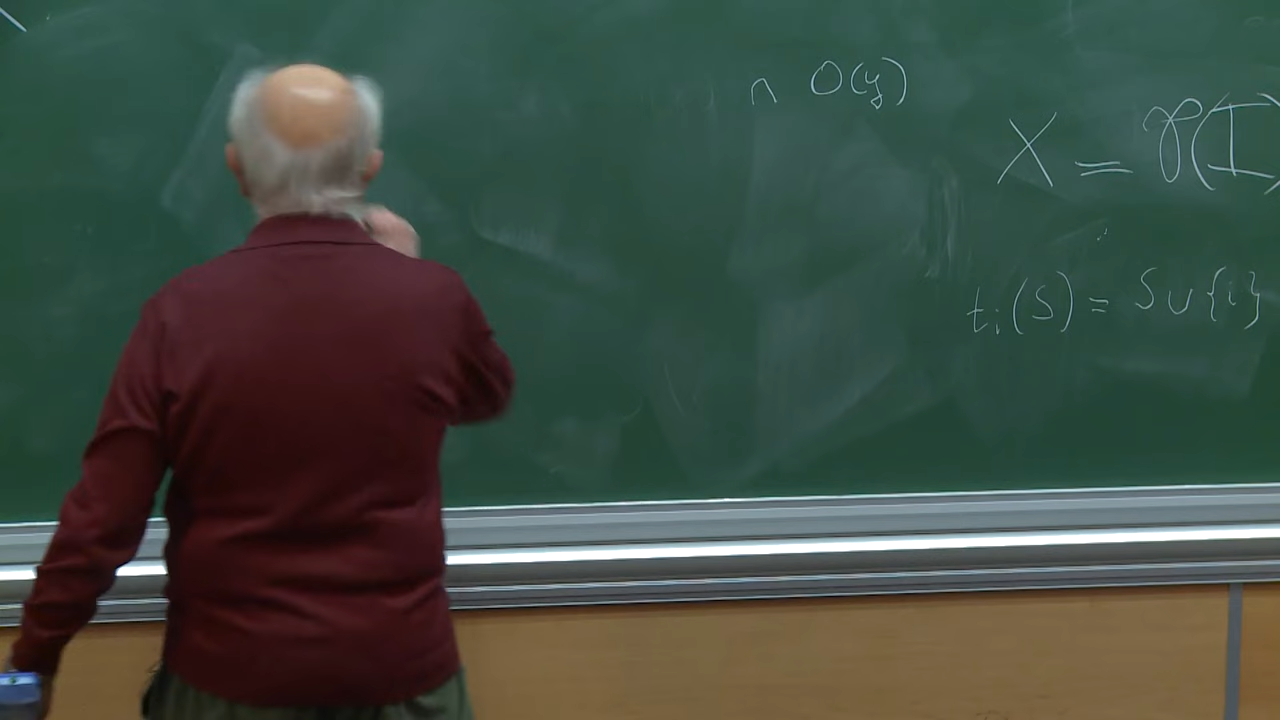 ∩ O(y)
X = 𝒫(I)
tᵢ(S) = S ∪ {i}